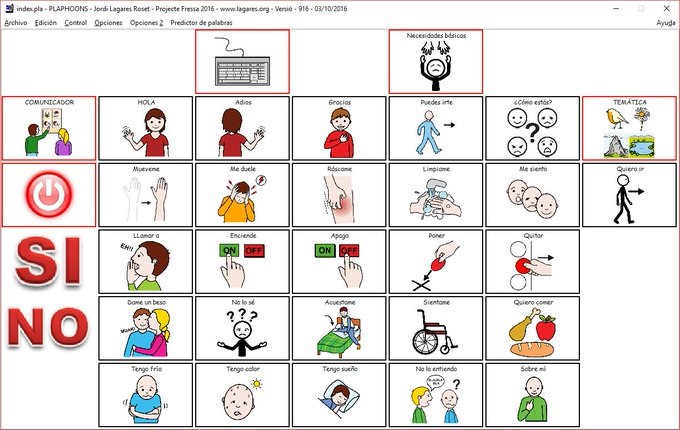 index.pla - PLAPHOONS - Jordi Lagares Roset - Projecte Fressa 2016 - www.lagares.org - Versió - 916 - 03/10/2016
Archivo Edición Control Opciones Opciones 2 Predictor de palabras Ayuda
Necesidades básicas
COMUNICADOR HOLA Adios Gracias Puedes irte ¿Cómo estás? TEMÁTICA
Mueveme Me duele Ráscame Limpiame Me siento Quiero ir
SI
LLamar a Enciende Apaga Poner Quitar
EH!!
ON OFF ON OFF
NO
Dame un beso No lo sé Acuestame Sientame Quiero comer
???
Tengo frío Tengo calor Tengo sueño No lo entiendo Sobre mí